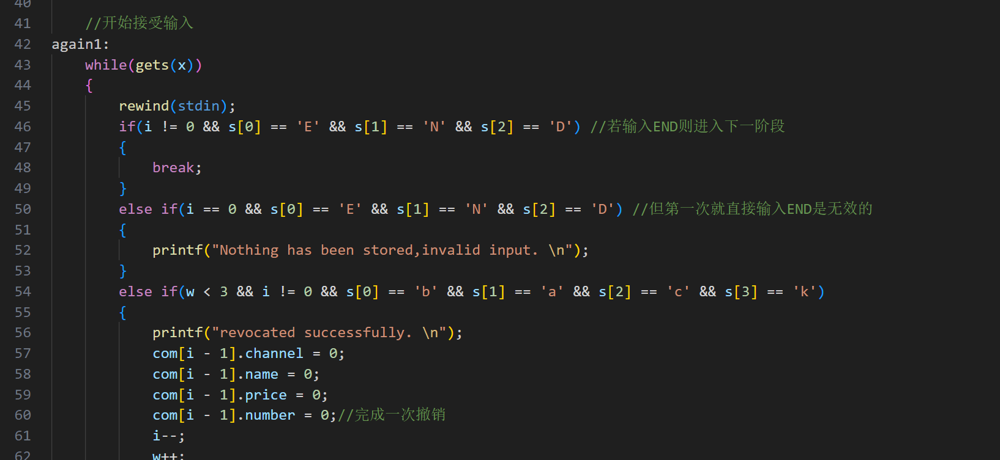 40
41 //开始接受输入
42 again1:
43 while(gets(x))
44 {
45 rewind(stdin);
46 if(i != 0 && s[0] == 'E' && s[1] == 'N' && s[2] == 'D') //若输入END则进入下一阶段
47 {
48 break;
49 }
50 else if(i == 0 && s[0] == 'E' && s[1] == 'N' && s[2] == 'D') //但第一次就直接输入END是无效的
51 {
52 printf("Nothing has been stored,invalid input. \n");
53 }
54 else if(w < 3 && i != 0 && s[0] == 'b' && s[1] == 'a' && s[2] == 'c' && s[3] == 'k')
55 {
56 printf("revocated successfully. \n");
57 com[i - 1].channel = 0;
58 com[i - 1].name = 0;
59 com[i - 1].price = 0;
60 com[i - 1].number = 0;//完成一次撤销
61 i--;
62 w++;